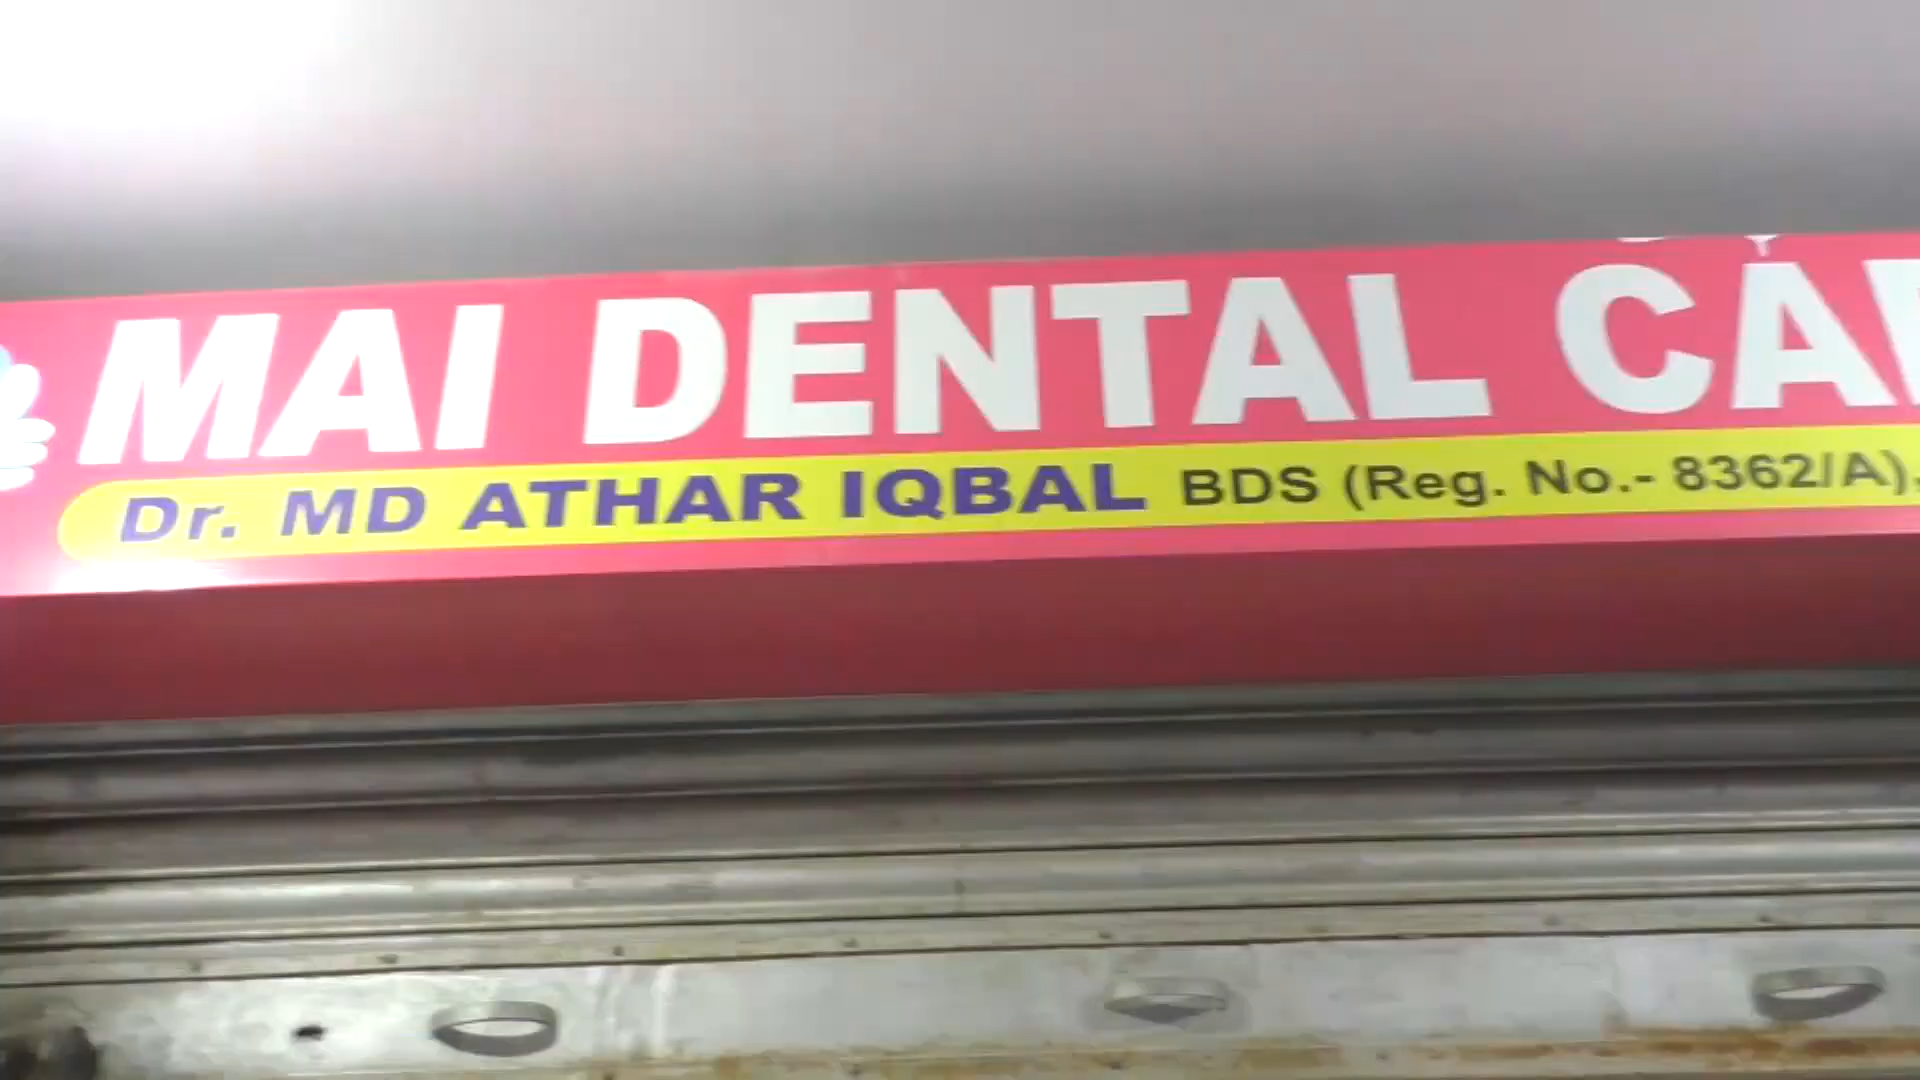 MAI DENTAL
Dr. MD ATHAR IQBAL BDS (Reg. No.- 8362/A),